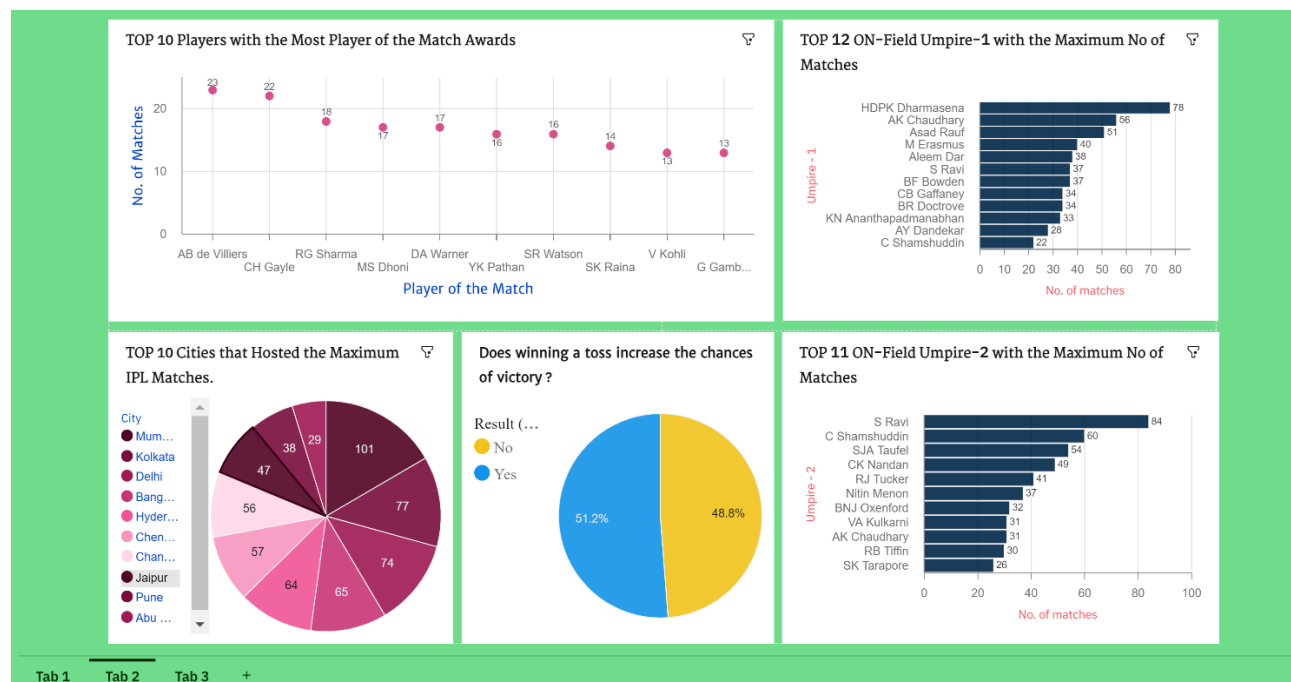 TOP 10 Players with the Most Player of the Match Awards
No. of Matches
20
10
0
23
22
18
17
17
16
16
14
13
13
AB de Villiers
CH Gayle
RG Sharma
MS Dhoni
DA Warner
YK Pathan
SR Watson
SK Raina
V Kohli
G Gamb...
Player of the Match
TOP 12 ON-Field Umpire-1 with the Maximum No of
Matches
Umpire - 1
HDPK Dharmasena 78
AK Chaudhary 56
Asad Rauf 51
M Erasmus 40
Aleem Dar 38
S Ravi 37
BF Bowden 37
CB Gaffaney 34
BR Doctrove 34
KN Ananthapadmanabhan 33
AY Dandekar 28
C Shamshuddin 22
0 10 20 30 40 50 60 70 80
No. of matches
TOP 10 Cities that Hosted the Maximum
IPL Matches.
City
Mum...
Kolkata
Delhi
Bang...
Hyder...
Chen...
Chan...
Jaipur
Pune
Abu ...
101
77
74
65
64
57
56
47
38
29
Does winning a toss increase the chances
of victory ?
Result (...
No
Yes
51.2%
48.8%
TOP 11 ON-Field Umpire-2 with the Maximum No of
Matches
Umpire - 2
S Ravi 84
C Shamshuddin 60
SJA Taufel 54
CK Nandan 49
RJ Tucker 41
Nitin Menon 37
BNJ Oxenford 32
VA Kulkarni 31
AK Chaudhary 31
RB Tiffin 30
SK Tarapore 26
0 20 40 60 80 100
No. of matches
Tab 1 Tab 2 Tab 3 +